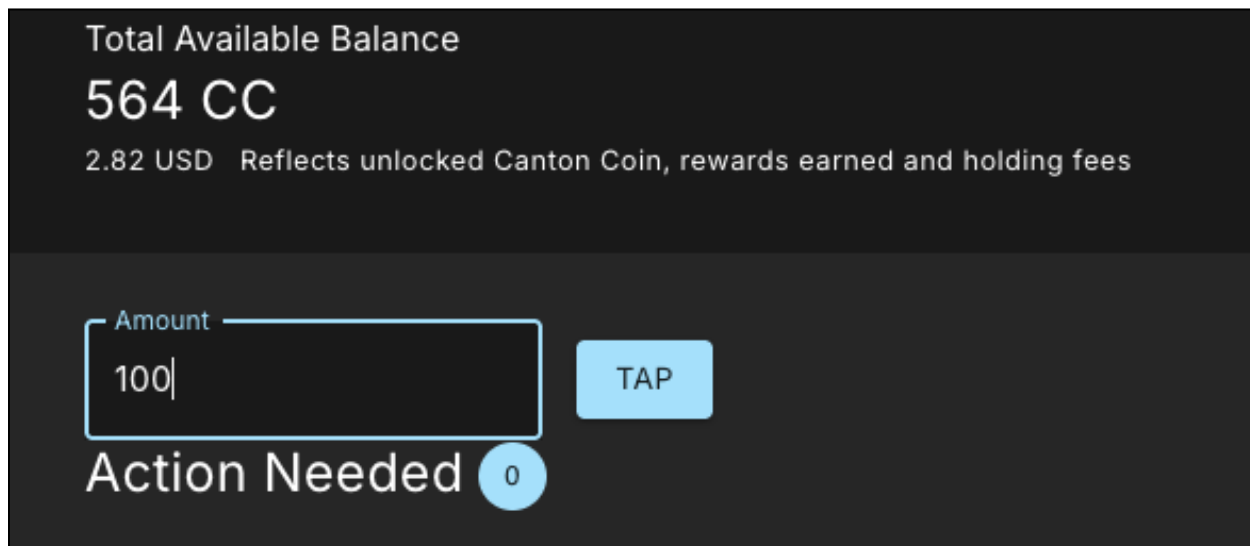 Total Available Balance
564 CC
2.82 USD Reflects unlocked Canton Coin, rewards earned and holding fees
Amount
100
TAP
Action Needed 0